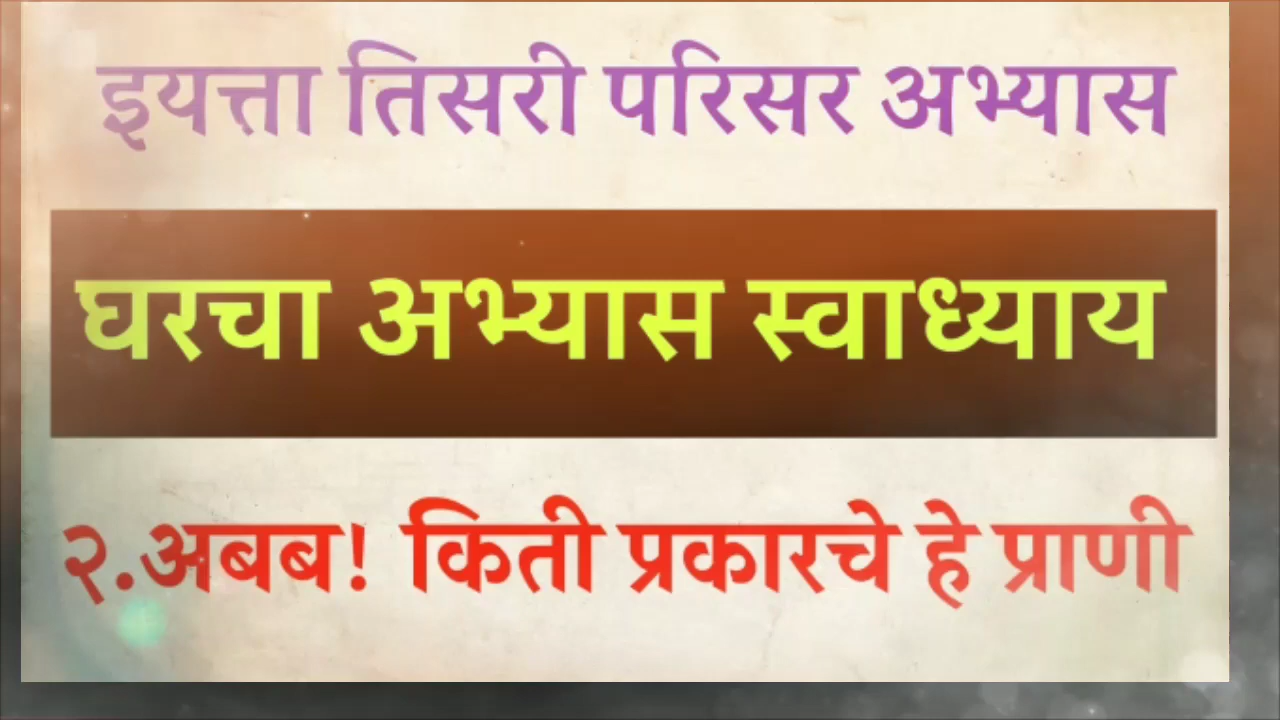 इयत्ता तिसरी परिसर अभ्यास
घरचा अभ्यास स्वाध्याय
२.अबब! किती प्रकारचे हे प्राणी